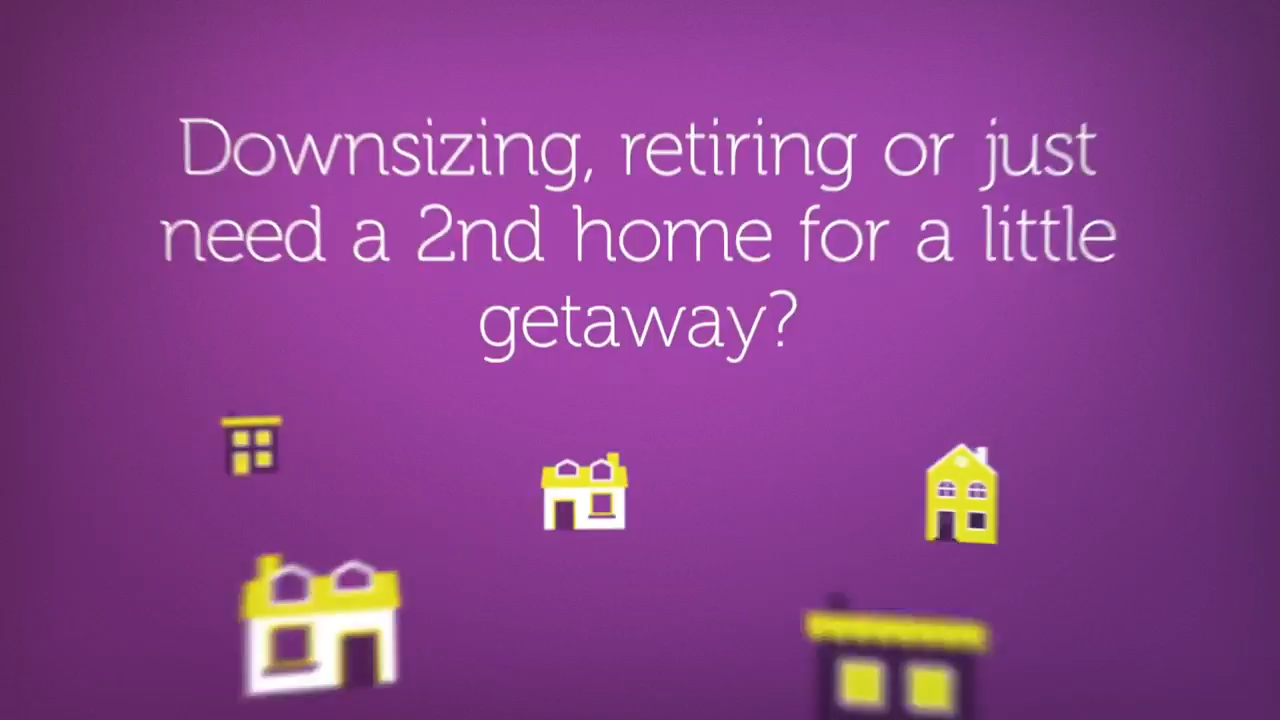 Downsizing, retiring or just
need a 2nd home for a little
getaway?